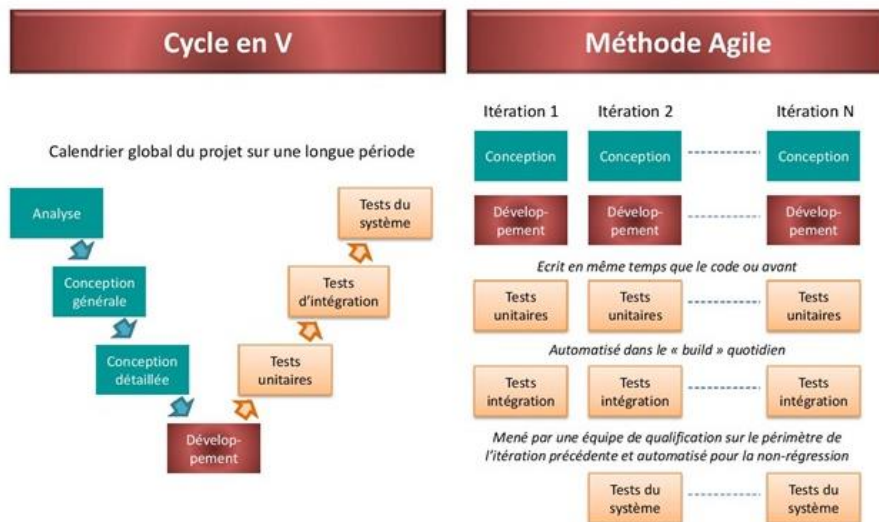 Cycle en V
Calendrier global du projet sur une longue période
Analyse
Conception
générale
Conception
détaillée
Dévelop-
pement
Tests
unitaires
Tests
d’intégration
Tests du
système
Méthode Agile
Itération 1
Itération 2
Itération N
Conception
Conception
Conception
Dévelop-
pement
Dévelop-
pement
Dévelop-
pement
Ecrit en même temps que le code ou avant
Tests
unitaires
Tests
unitaires
Tests
unitaires
Automatisé dans le « build » quotidien
Tests
intégration
Tests
intégration
Tests
intégration
Mené par une équipe de qualification sur le périmètre de
l’itération précédente et automatisé pour la non-régression
Tests du
système
Tests du
système